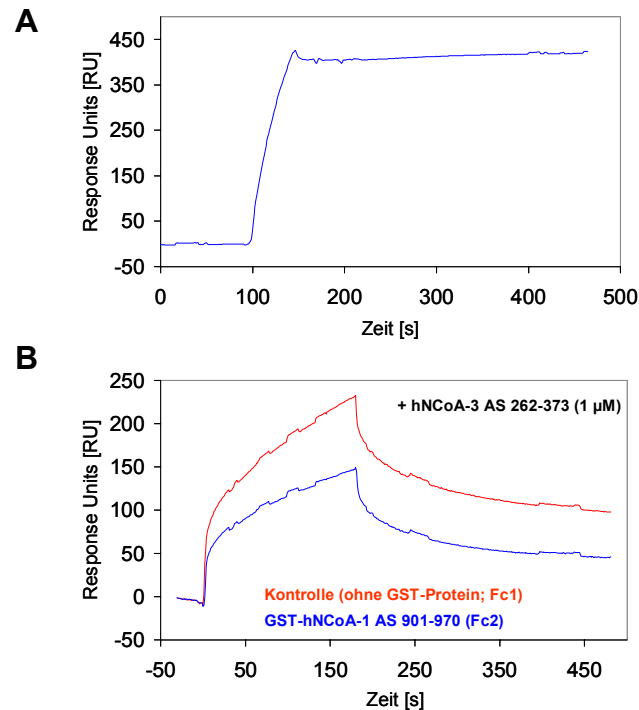 A
Response Units [RU]
450
350
250
150
50
-50
0
100
200
300
400
500
Zeit [s]
B
Response Units [RU]
250
200
150
100
50
0
-50
+ hNCoA-3 AS 262-373 (1 µM)
Kontrolle (ohne GST-Protein; Fc1)
GST-hNCoA-1 AS 901-970 (Fc2)
-50
50
150
250
350
450
Zeit [s]